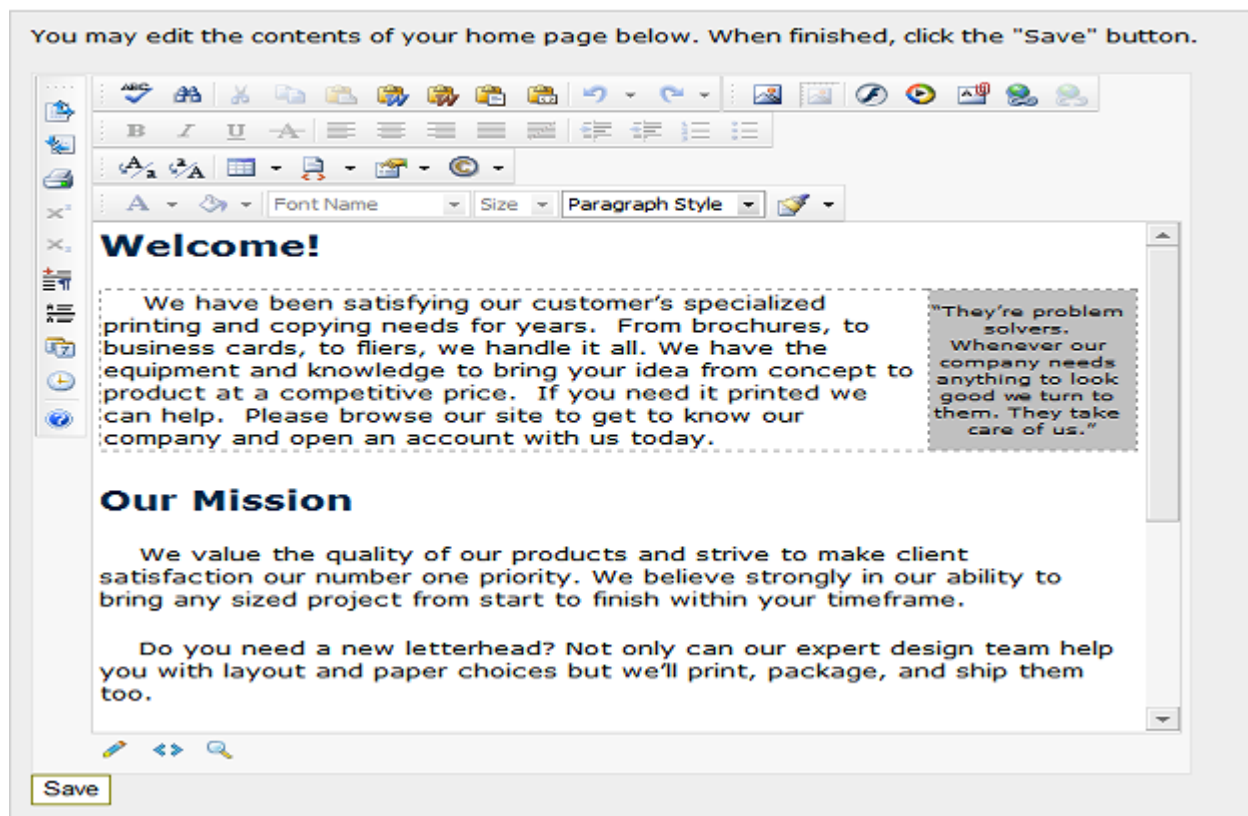 You may edit the contents of your home page below. When finished, click the "Save" button.
ABC
B I U A
A
Font Name Size Paragraph Style
Welcome!
We have been satisfying our customer’s specialized
printing and copying needs for years.  From brochures, to
business cards, to fliers, we handle it all. We have the
equipment and knowledge to bring your idea from concept to
product at a competitive price.  If you need it printed we
can help.  Please browse our site to get to know our
company and open an account with us today.
“They’re problem
solvers.
Whenever our
company needs
anything to look
good we turn to
them. They take
care of us.”
Our Mission
We value the quality of our products and strive to make client
satisfaction our number one priority. We believe strongly in our ability to
bring any sized project from start to finish within your timeframe.
Do you need a new letterhead? Not only can our expert design team help
you with layout and paper choices but we’ll print, package, and ship them
too.
Save